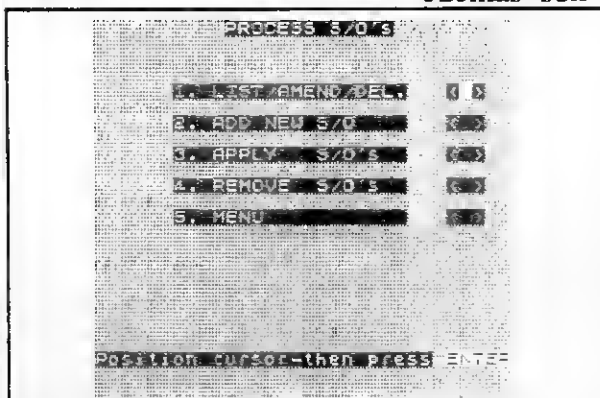 PROCESS S/O's
1. LIST/AMEND/DEL. < >
2. ADD NEW S/O < >
3. APPLY S/O's < >
4. REMOVE S/O's < >
5. MENU < >
Position cursor-then press ENTER